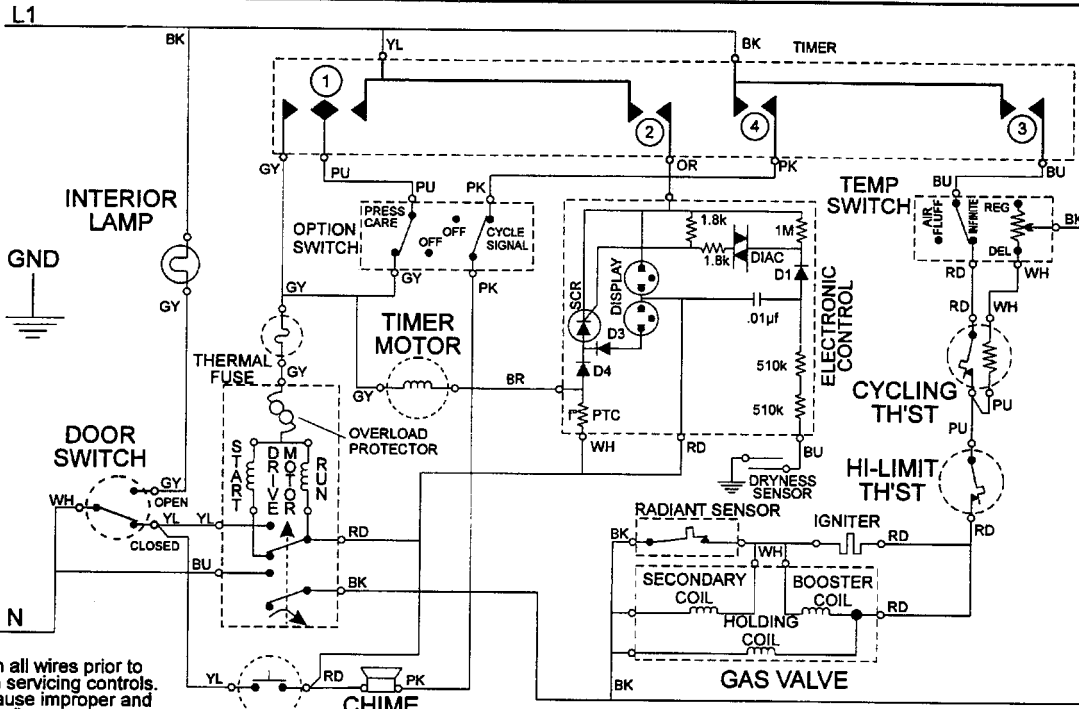 L1
BK
YL
BK
TIMER
1
2
4
3
GY
PU
OR
PK
BU
INTERIOR
LAMP
PU
PK
BU
TEMP
SWITCH
OPTION
SWITCH
PRESS
CARE
OFF
OFF
CYCLE
SIGNAL
1.8k
1M
1.8k
DIAC
D1
AIR
FLUFF
INFINITE
REG
DEL
BK
GND
GY
PK
RD
WH
SCR
DISPLAY
ELECTRONIC
CONTROL
GY
GY
TIMER
MOTOR
.01µf
D3
D4
RD
WH
THERMAL
FUSE
GY
GY
BR
510k
510k
CYCLING
TH'ST
PTC
PU
PU
OVERLOAD
PROTECTOR
WH
RD
BU
DOOR
SWITCH
START
DRIVE
MOTOR
RUN
DRYNESS
SENSOR
HI-LIMIT
TH'ST
WH
GY
OPEN
YL
YL
CLOSED
RD
RADIANT SENSOR
IGNITER
RD
BK
WH
RD
BU
BK
SECONDARY
COIL
BOOSTER
COIL
RD
HOLDING
COIL
N
GAS VALVE
all wires prior to
servicing controls.
improper and
YL
RD
PK
CHIME
BK